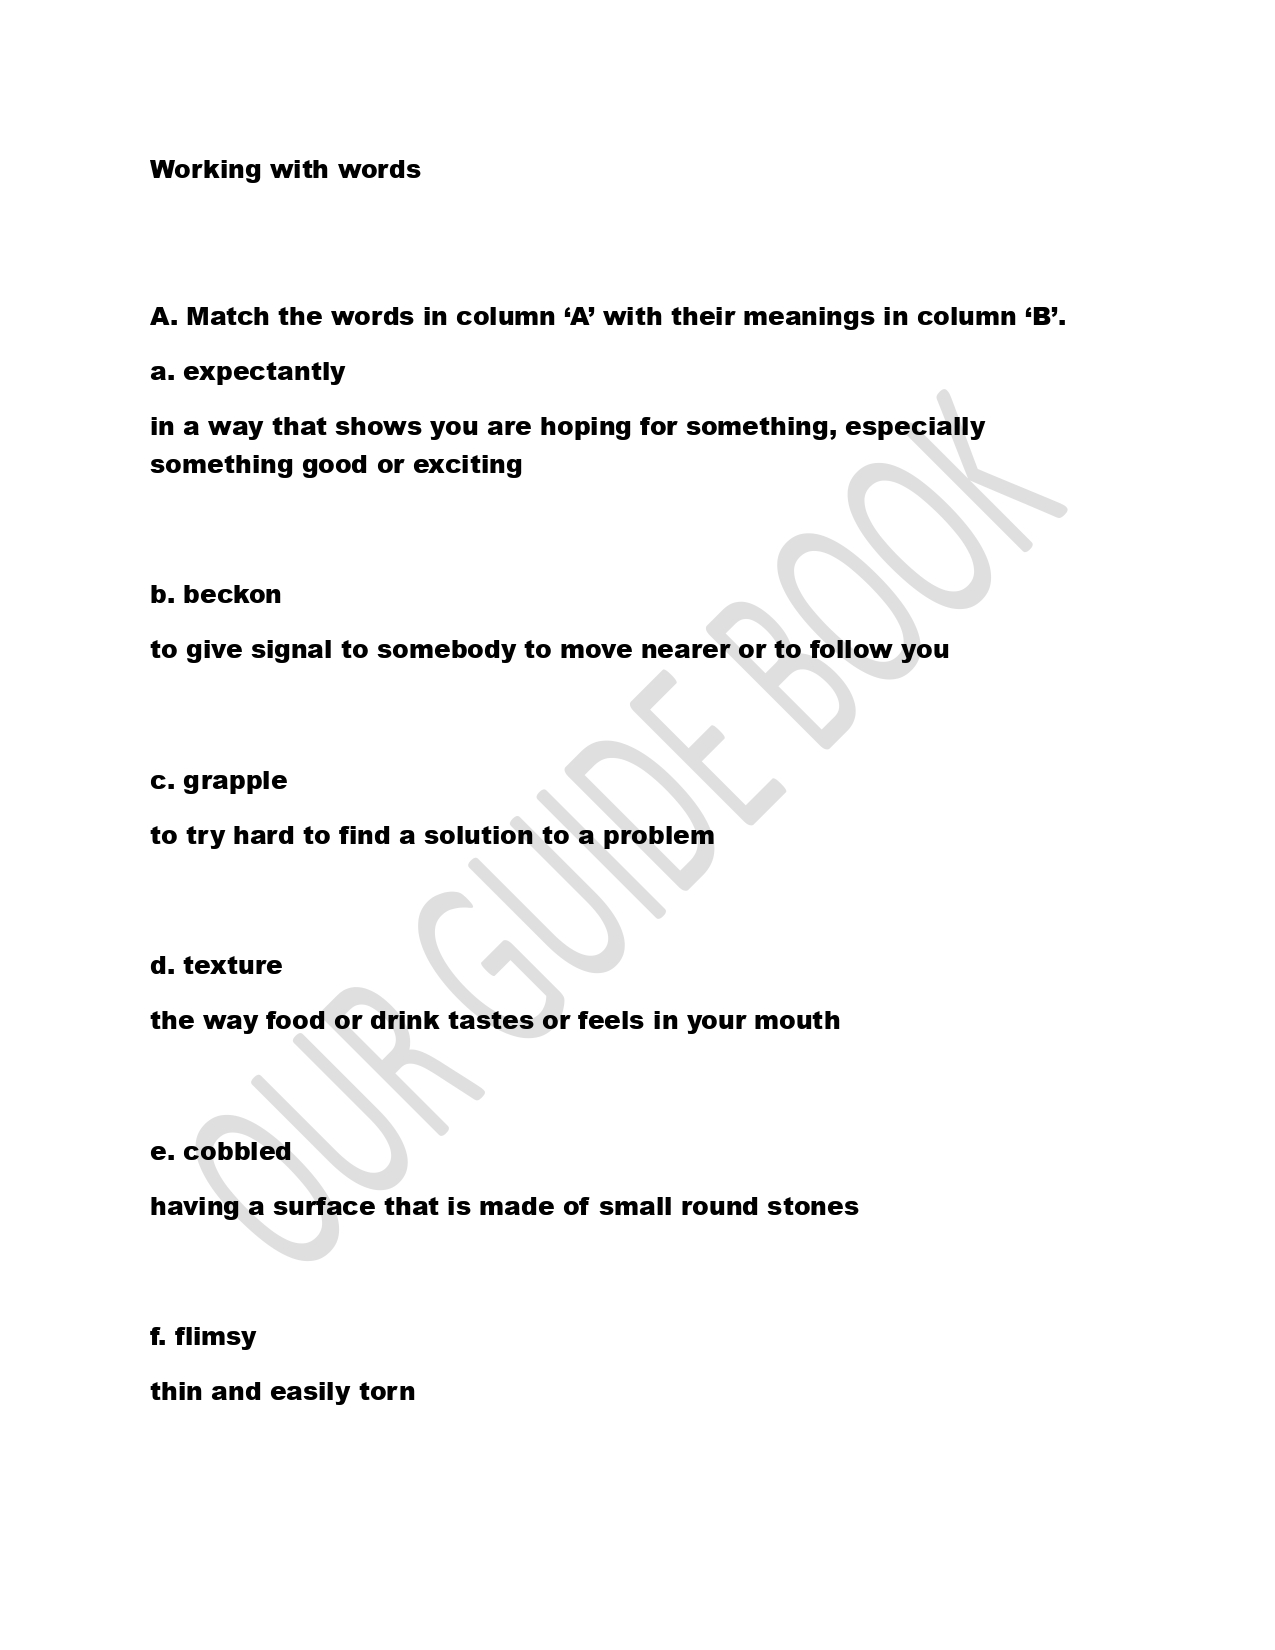 Working with words
A. Match the words in column ‘A’ with their meanings in column ‘B’.
a. expectantly
in a way that shows you are hoping for something, especially
something good or exciting
b. beckon
to give signal to somebody to move nearer or to follow you
c. grapple
to try hard to find a solution to a problem
d. texture
the way food or drink tastes or feels in your mouth
e. cobbled
having a surface that is made of small round stones
f. flimsy
thin and easily torn
OUR GUIDE BOOK